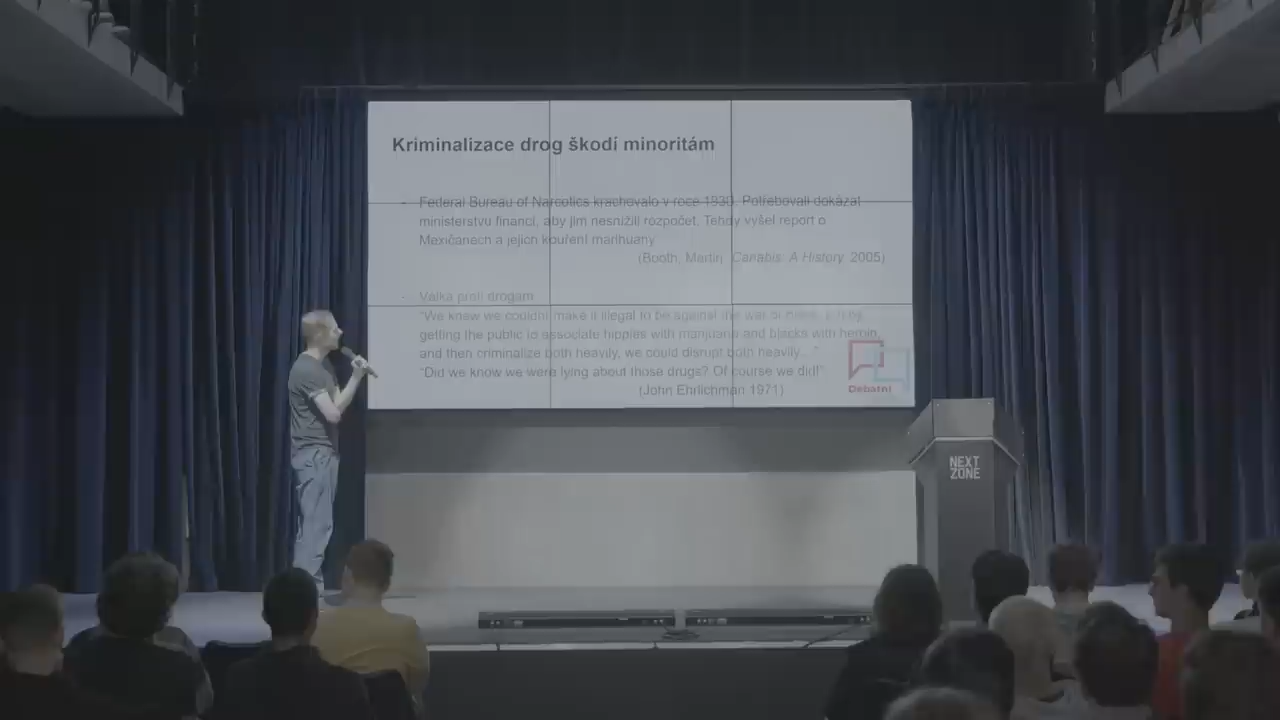 Kriminalizace drog škodí minoritám
- Federal Bureau of Narcotics krachovalo v roce 1930. Potřebovali dokázat
ministerstvu financí, aby jim nesnížili rozpočet. Tehdy vyšel report o
Mexičanech a jejich kouření marihuany
(Booth, Martin. Canabis: A History. 2005)
- Válka proti drogám
"We knew we couldn't make it illegal to be against the war or black, but by
getting the public to associate hippies with marijuana and blacks with heroin,
and then criminalize both heavily, we could disrupt both heavily..."
"Did we know we were lying about those drugs? Of course we did!"
(John Ehrlichman 1971)
Debatní
NEXT
ZONE